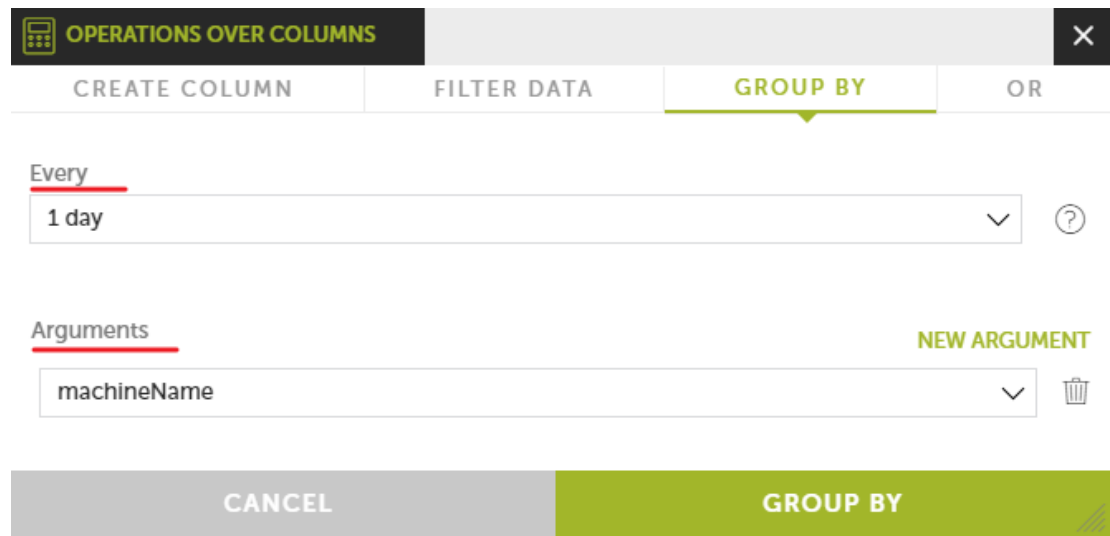 OPERATIONS OVER COLUMNS
CREATE COLUMN FILTER DATA GROUP BY OR
Every
1 day
?
Arguments
NEW ARGUMENT
machineName
CANCEL GROUP BY